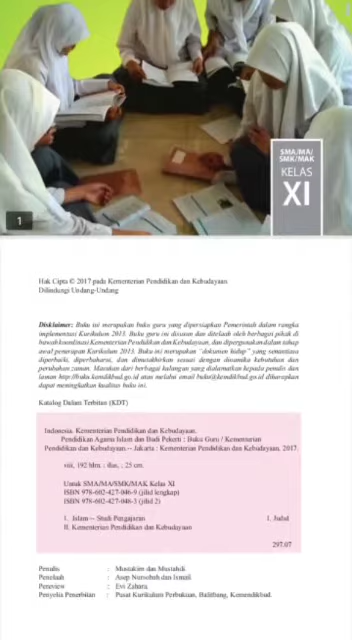 SMA/MA/
SMK/MAK
KELAS
XI
1
Hak Cipta © 2017 pada Kementerian Pendidikan dan Kebudayaan
Dilindungi Undang-Undang
Disklaimer: Buku ini merupakan buku guru yang dipersiapkan Pemerintah dalam rangka
implementasi Kurikulum 2013. Buku guru ini disusun dan ditelaah oleh berbagai pihak di
bawah koordinasi Kementerian Pendidikan dan Kebudayaan, dan dipergunakan dalam tahap
awal penerapan Kurikulum 2013. Buku ini merupakan “dokumen hidup” yang senantiasa
diperbaiki, diperbaharui, dan dimutakhirkan sesuai dengan dinamika kebutuhan dan
perubahan zaman. Masukan dari berbagai kalangan yang dialamatkan kepada penulis dan
laman http://buku.kemdikbud.go.id atau melalui email buku@kemdikbud.go.id diharapkan
dapat meningkatkan kualitas buku ini.
Katalog Dalam Terbitan (KDT)
Indonesia. Kementerian Pendidikan dan Kebudayaan.
Pendidikan Agama Islam dan Budi Pekerti : Buku Guru / Kementerian
Pendidikan dan Kebudayaan.-- Jakarta : Kementerian Pendidikan dan Kebudayaan, 2017.
viii, 192 hlm. : ilus. ; 25 cm.
Untuk SMA/MA/SMK/MAK Kelas XI
ISBN 978-602-427-046-9 (jilid lengkap)
ISBN 978-602-427-048-3 (jilid 2)
I. Islam -- Studi Pengajaran I. Judul
II. Kementerian Pendidikan dan Kebudayaan
297.07
Penulis : Mustakim dan
Penelaah : Asep Nursobah dan Ismail
Pereview : Evi Zahara
Penyelia Penerbitan : Pusat Kurikulum Perbukuan, Balitbang, Kemendikbud.